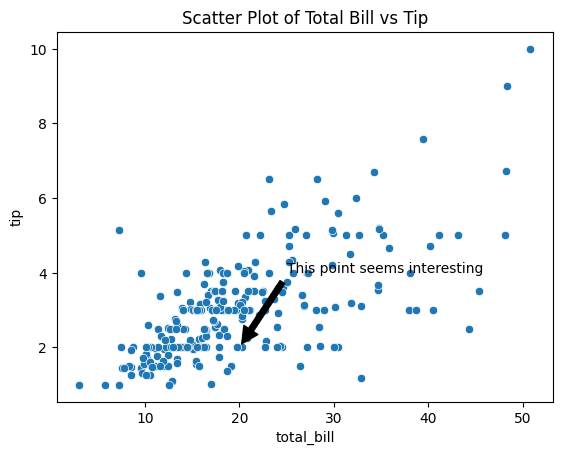 Scatter Plot of Total Bill vs Tip
10
8
6
4
2
tip
This point seems interesting
10
20
30
40
50
total_bill